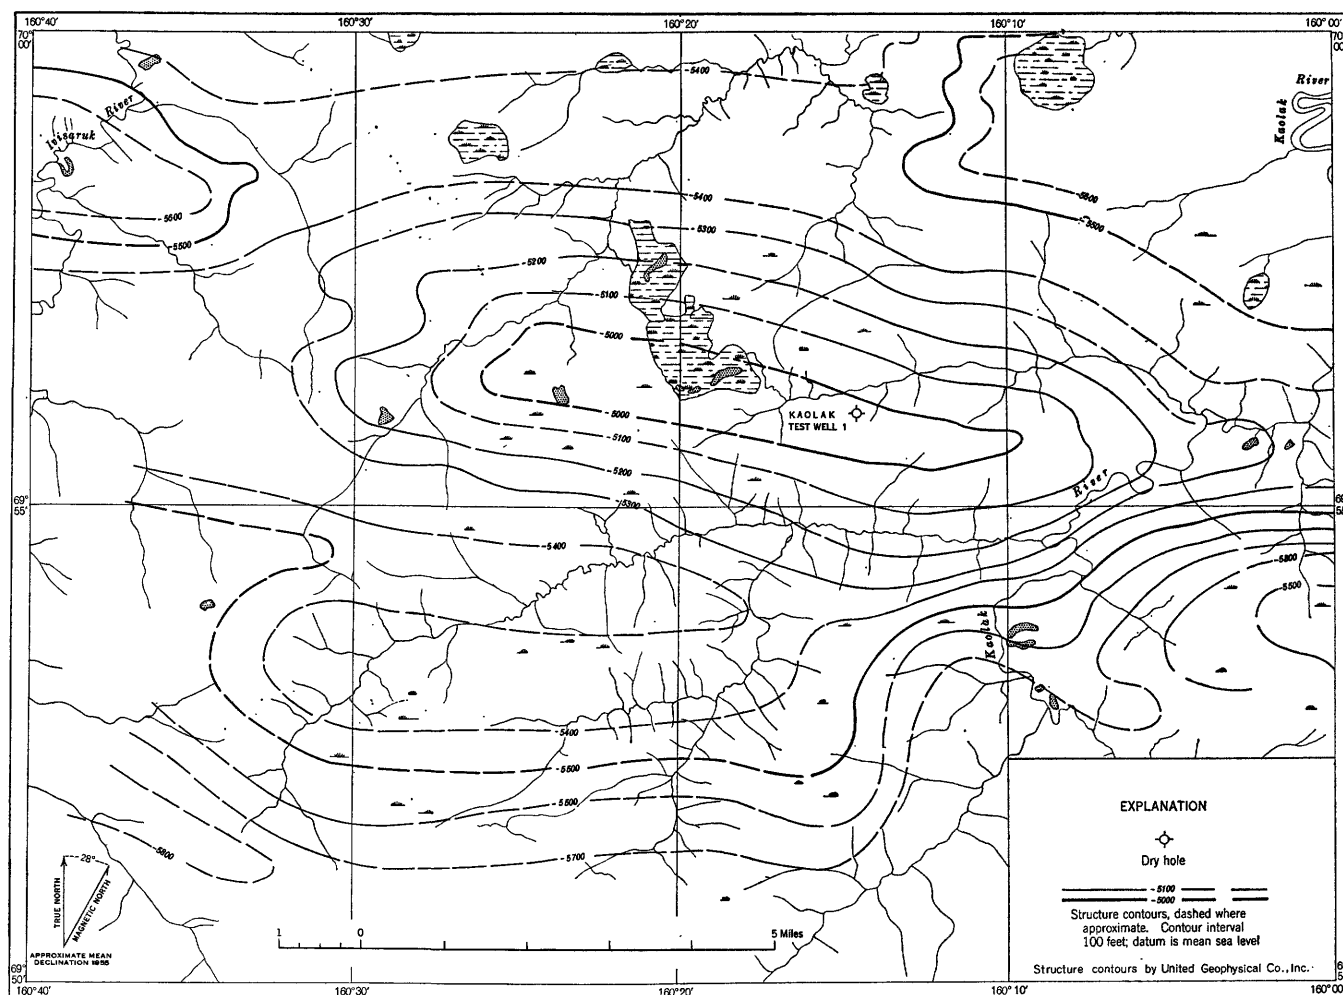 160°40' 160°30' 160°20' 160°10' 160°00'
70°
00'
-5400
River
River
Kaolak
Ivisaruk
-5600
-5500
-5400
-5300
-5600
-5500
-5200
-5100
-5000
-5000
KAOLAK
TEST WELL 1
-5100
-5200
-5300
River
69°
55'
-5400
-5800
-5500
Kaolak
-5400
-5500
-5600
-5700
-5800
28°
TRUE NORTH
MAGNETIC NORTH
APPROXIMATE MEAN
DECLINATION 1955
1 0 5 Miles
EXPLANATION
Dry hole
-5100
-5000
Structure contours, dashed where
approximate. Contour interval
100 feet; datum is mean sea level
Structure contours by United Geophysical Co., Inc.
69°
50'
160°40' 160°30' 160°20' 160°10' 160°00'